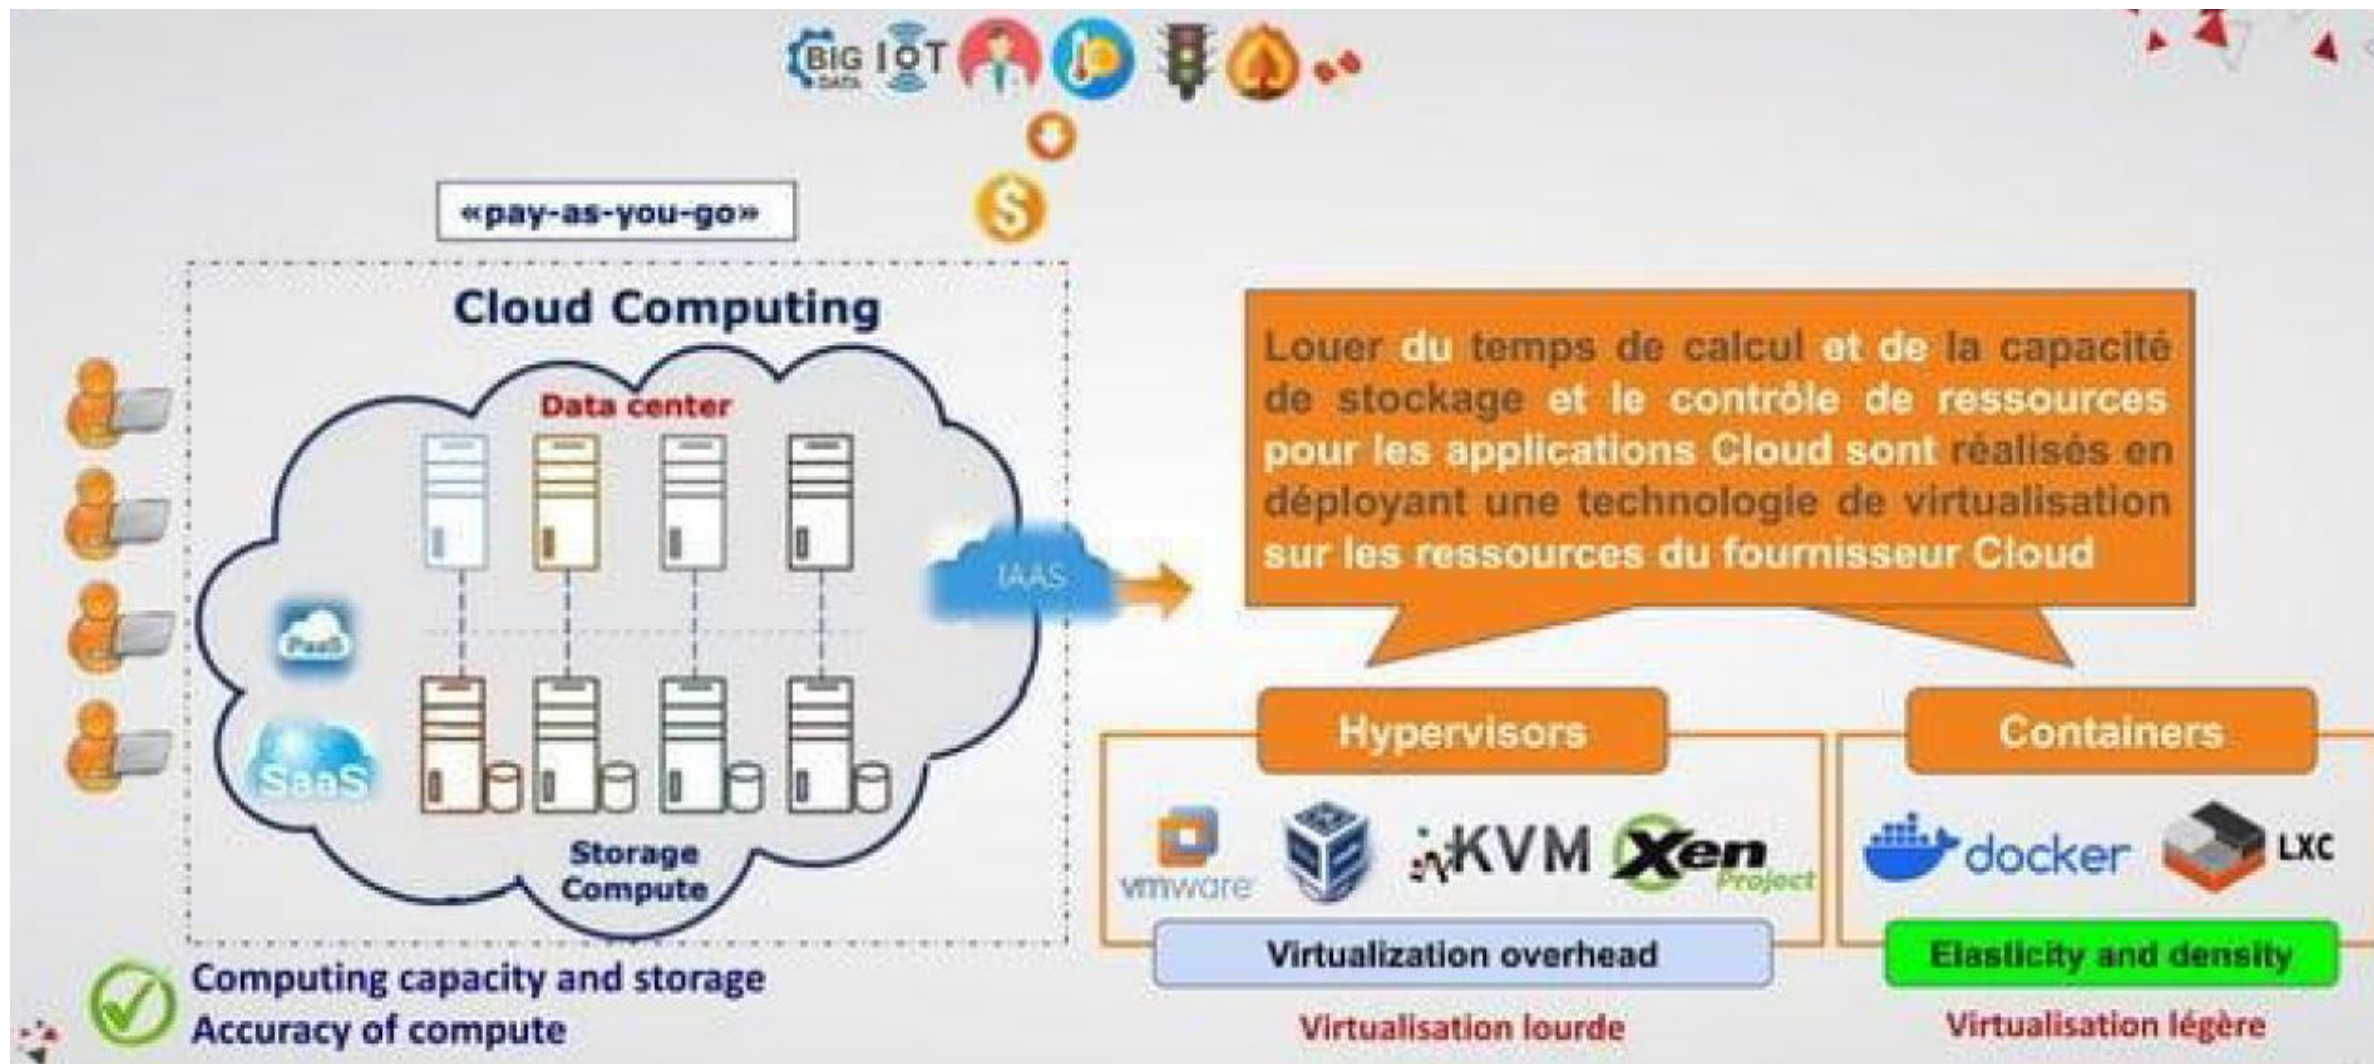 BIG
DATA
IOT
«pay-as-you-go»
$
Cloud Computing
Data center
IAAS
PaaS
SaaS
Storage
Compute
Computing capacity and storage
Accuracy of compute
Louer du temps de calcul et de la capacité
de stockage et le contrôle de ressources
pour les applications Cloud sont réalisés en
déployant une technologie de virtualisation
sur les ressources du fournisseur Cloud
Hypervisors
vmware
KVM
Xen
Project
Virtualization overhead
Virtualisation lourde
Containers
docker
LXC
Elasticity and density
Virtualisation légère